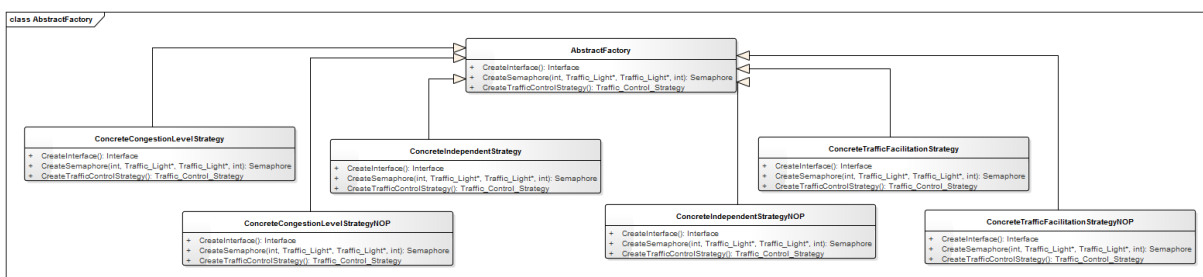 class AbstractFactory
AbstractFactory
+ CreateInterface(): Interface
+ CreateSemaphore(int, Traffic_Light*, Traffic_Light*, int): Semaphore
+ CreateTrafficControlStrategy(): Traffic_Control_Strategy
ConcreteCongestionLevelStrategy
+ CreateInterface(): Interface
+ CreateSemaphore(int, Traffic_Light*, Traffic_Light*, int): Semaphore
+ CreateTrafficControlStrategy(): Traffic_Control_Strategy
ConcreteIndependentStrategy
+ CreateInterface(): Interface
+ CreateSemaphore(int, Traffic_Light*, Traffic_Light*, int): Semaphore
+ CreateTrafficControlStrategy(): Traffic_Control_Strategy
ConcreteTrafficFacilitationStrategy
+ CreateInterface(): Interface
+ CreateSemaphore(int, Traffic_Light*, Traffic_Light*, int): Semaphore
+ CreateTrafficControlStrategy(): Traffic_Control_Strategy
ConcreteCongestionLevelStrategyNOP
+ CreateInterface(): Interface
+ CreateSemaphore(int, Traffic_Light*, Traffic_Light*, int): Semaphore
+ CreateTrafficControlStrategy(): Traffic_Control_Strategy
ConcreteIndependentStrategyNOP
+ CreateInterface(): Interface
+ CreateSemaphore(int, Traffic_Light*, Traffic_Light*, int): Semaphore
+ CreateTrafficControlStrategy(): Traffic_Control_Strategy
ConcreteTrafficFacilitationStrategyNOP
+ CreateInterface(): Interface
+ CreateSemaphore(int, Traffic_Light*, Traffic_Light*, int): Semaphore
+ CreateTrafficControlStrategy(): Traffic_Control_Strategy